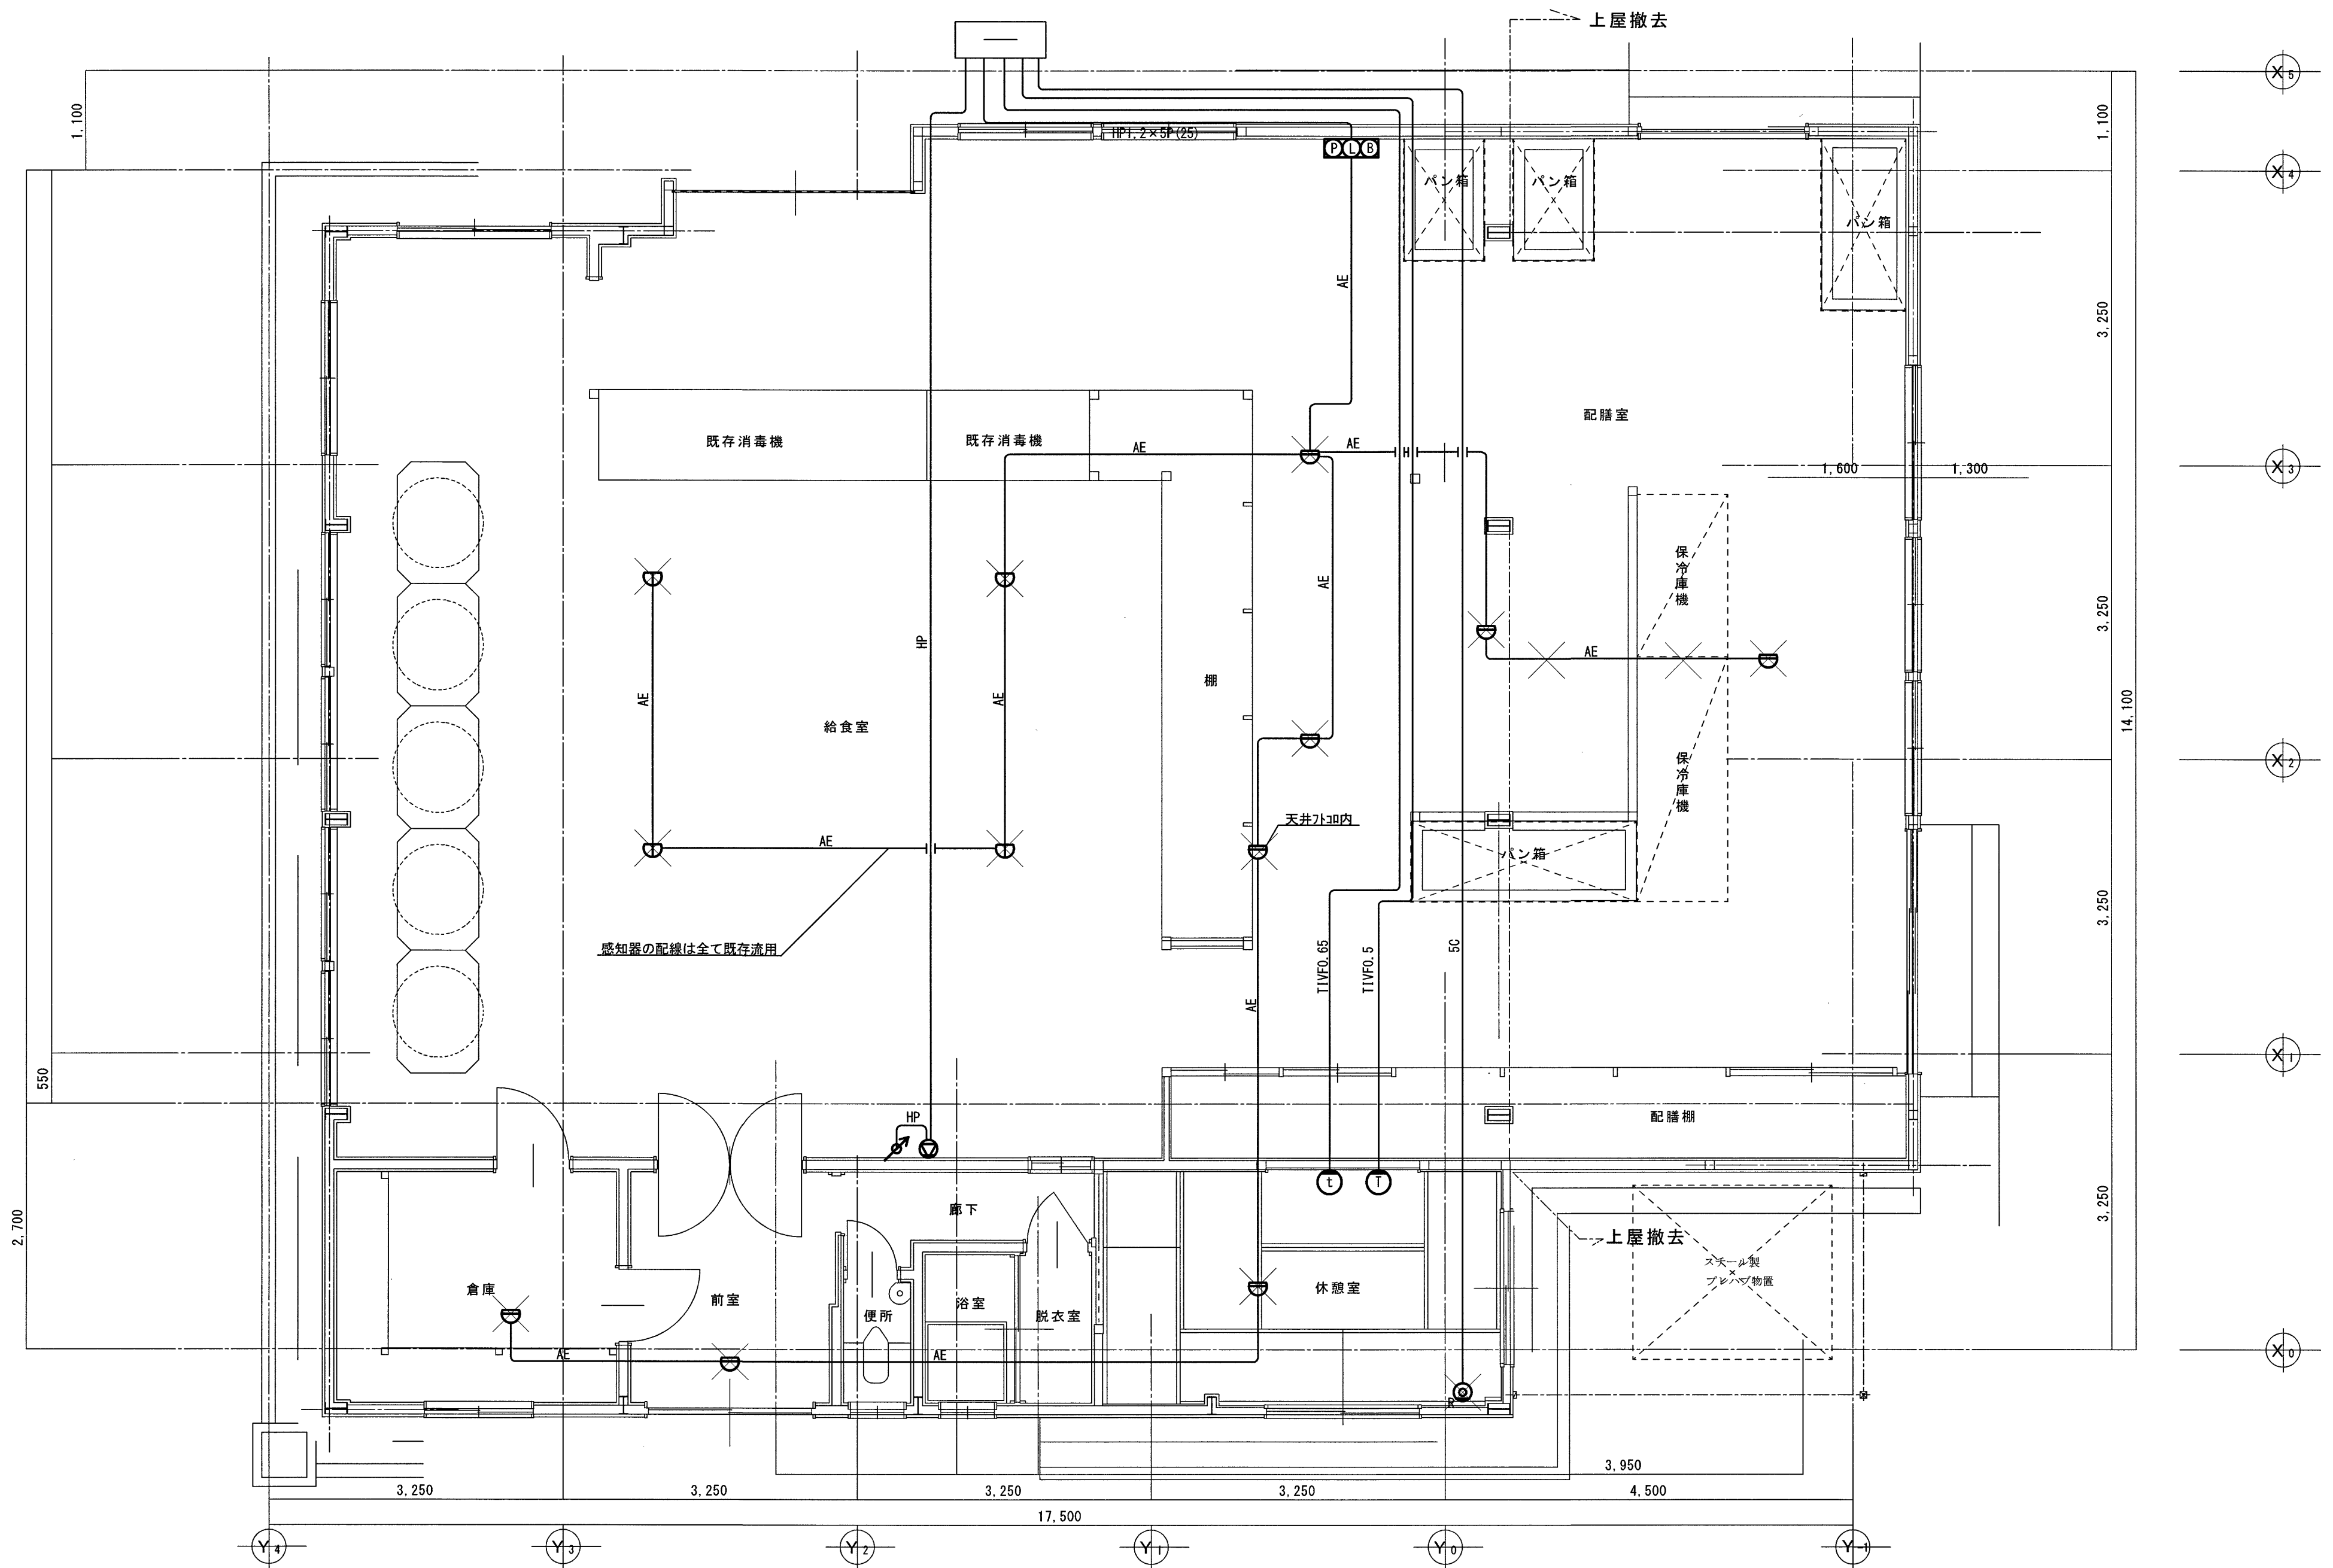 上屋撤去
X5
1,100
1,100
HP1,2×5P(25)
P L B
X4
パン箱
パン箱
パン箱
AE
3,250
配膳室
既存消毒機
既存消毒機
AE
AE
X3
1,600
1,300
保冷庫機
AE
3,250
HP
AE
AE
AE
棚
14,100
給食室
X2
保冷庫機
天井フトコロ内
AE
パン箱
3,250
感知器の配線は全て既存流用
TIVF0.65
TIVF0.5
5C
AE
X1
550
HP
配膳棚
t
T
廊下
3,250
2,700
上屋撤去
スチール製
プレハブ物置
倉庫
前室
便所
浴室
脱衣室
休憩室
AE
AE
X0
R
3,950
3,250
3,250
3,250
3,250
4,500
17,500
Y4
Y3
Y2
Y1
Y0
Y-1